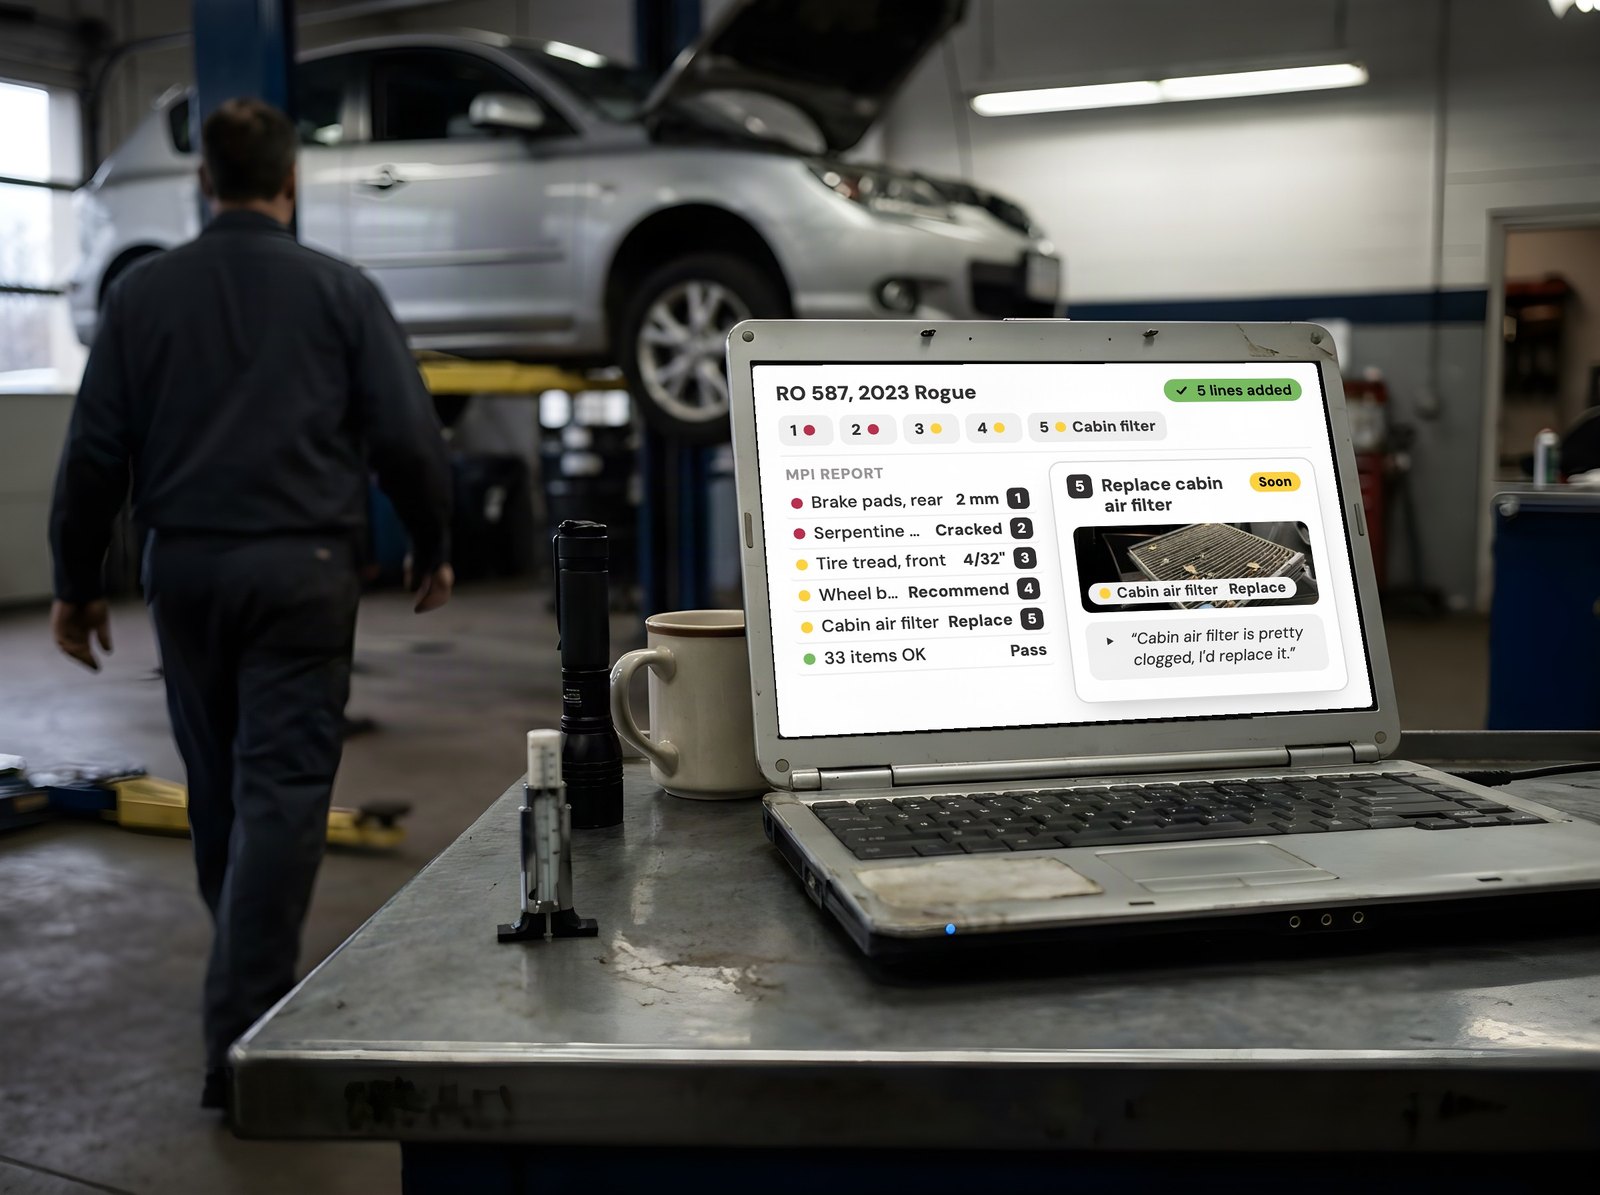 RO 587, 2023 Rogue
✓ 5 lines added
1
2
3
4
5 Cabin filter
MPI REPORT
Brake pads, rear 2 mm 1
Serpentine ... Cracked 2
Tire tread, front 4/32" 3
Wheel b... Recommend 4
Cabin air filter Replace 5
33 items OK Pass
5 Replace cabin
air filter
Soon
Cabin air filter Replace
“Cabin air filter is pretty
clogged, I'd replace it.”